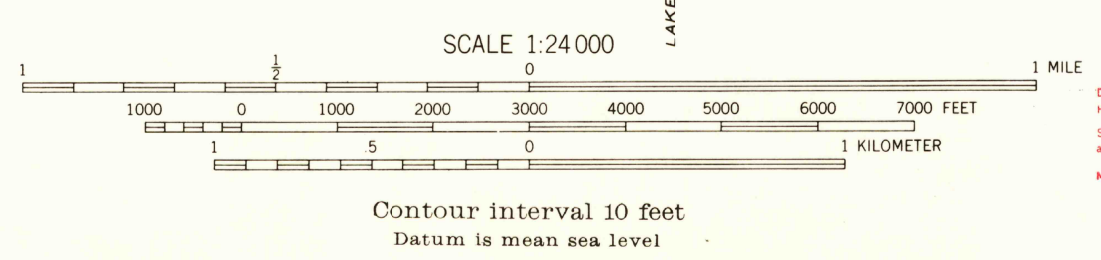 LAKE
SCALE 1:24 000
1 1/2 0 1 MILE
1000 0 1000 2000 3000 4000 5000 6000 7000 FEET
1 .5 0 1 KILOMETER
Contour interval 10 feet
Datum is mean sea level